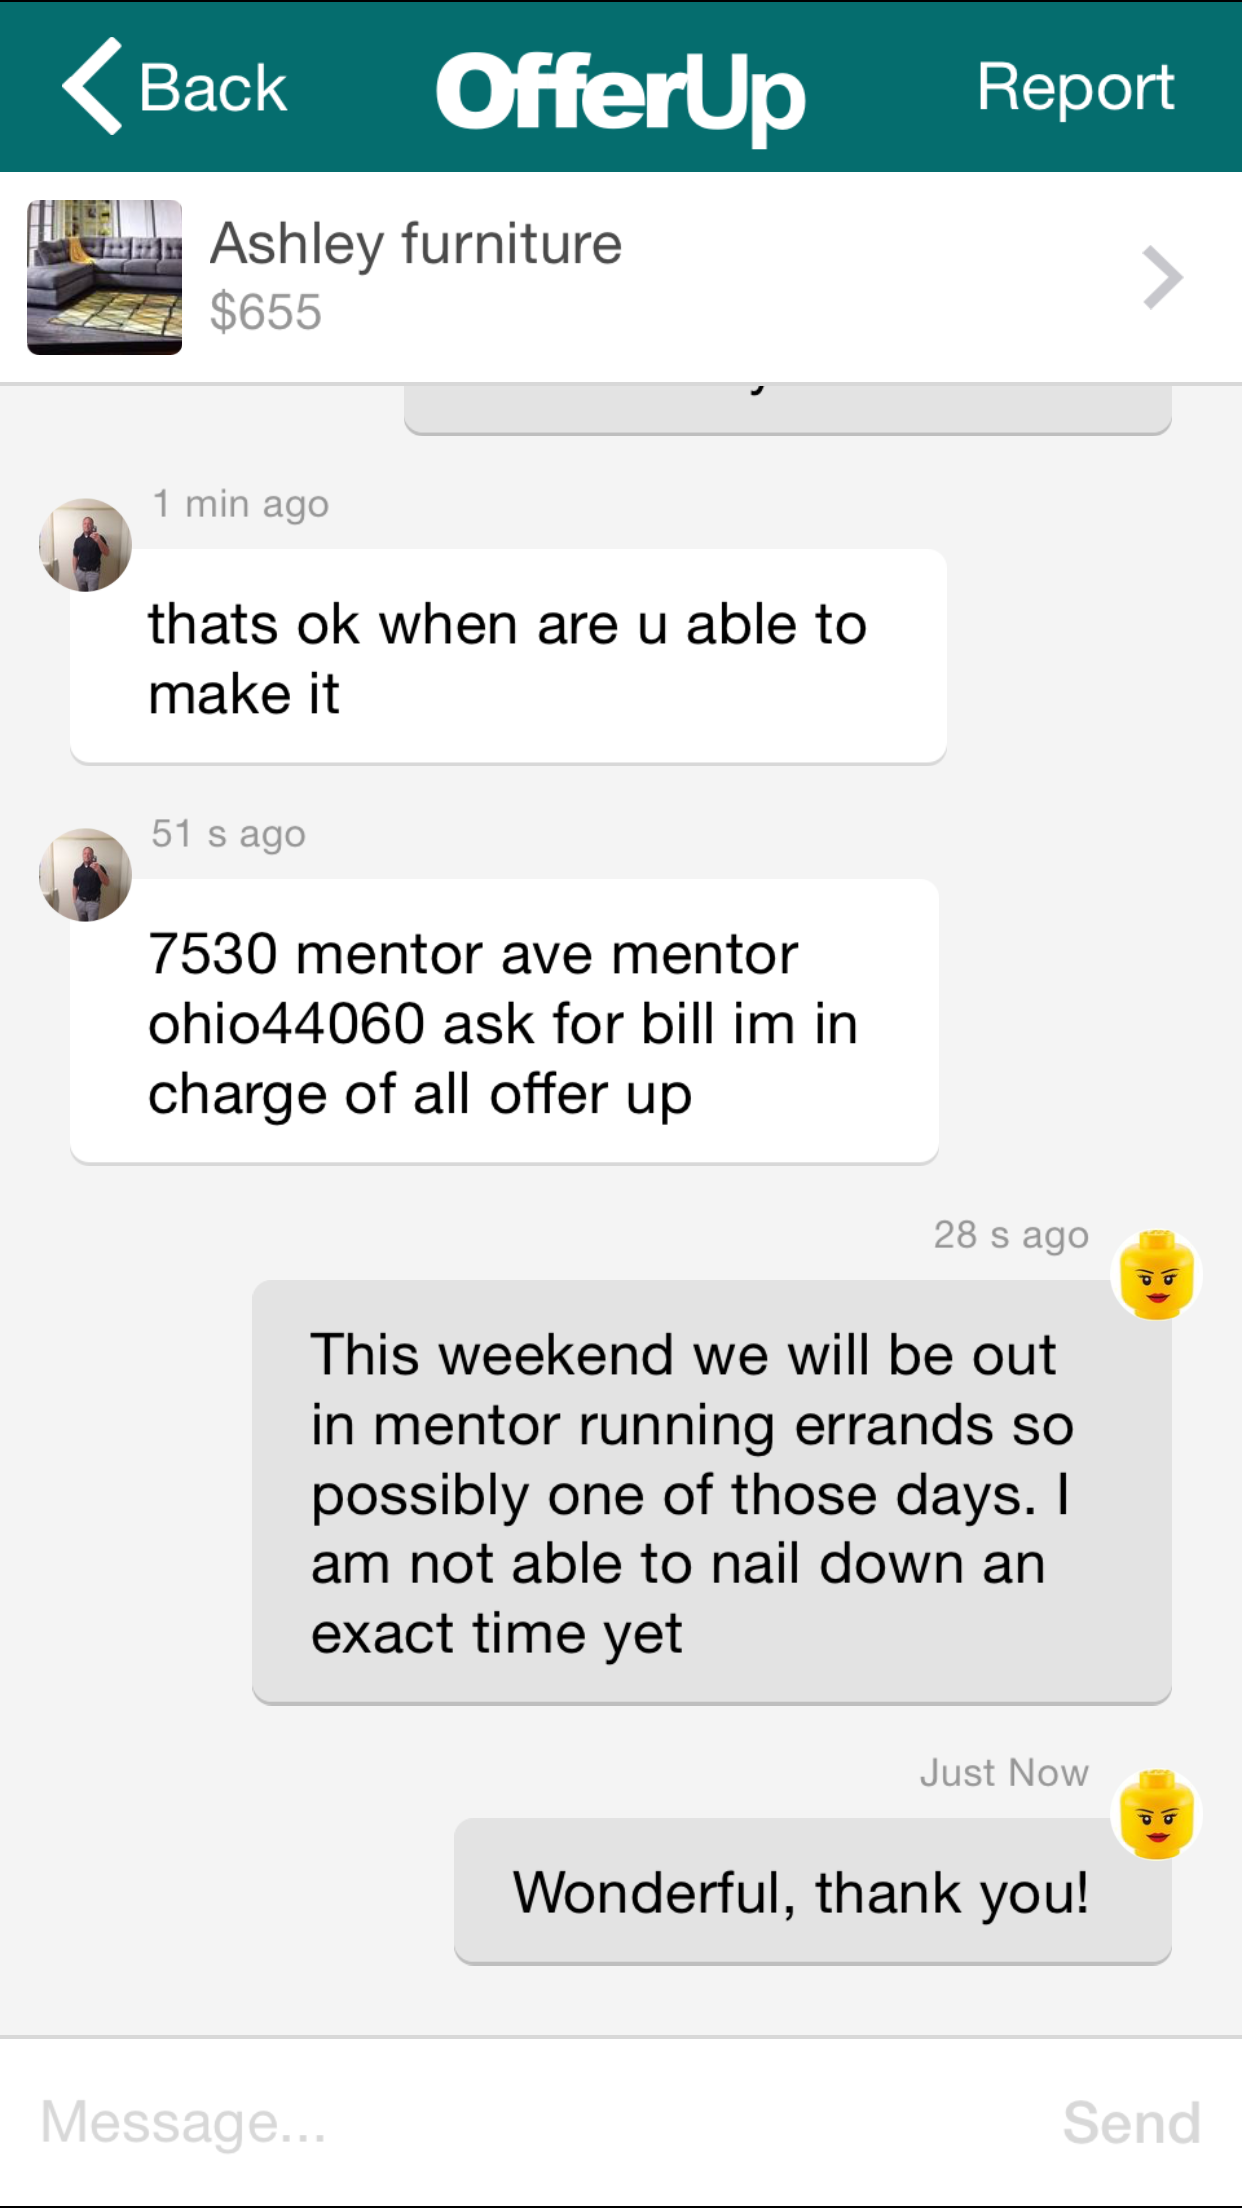 Back
OfferUp
Report
Ashley furniture
$655
1 min ago
thats ok when are u able to
make it
51 s ago
7530 mentor ave mentor
ohio44060 ask for bill im in
charge of all offer up
28 s ago
This weekend we will be out
in mentor running errands so
possibly one of those days. I
am not able to nail down an
exact time yet
Just Now
Wonderful, thank you!
Message...
Send